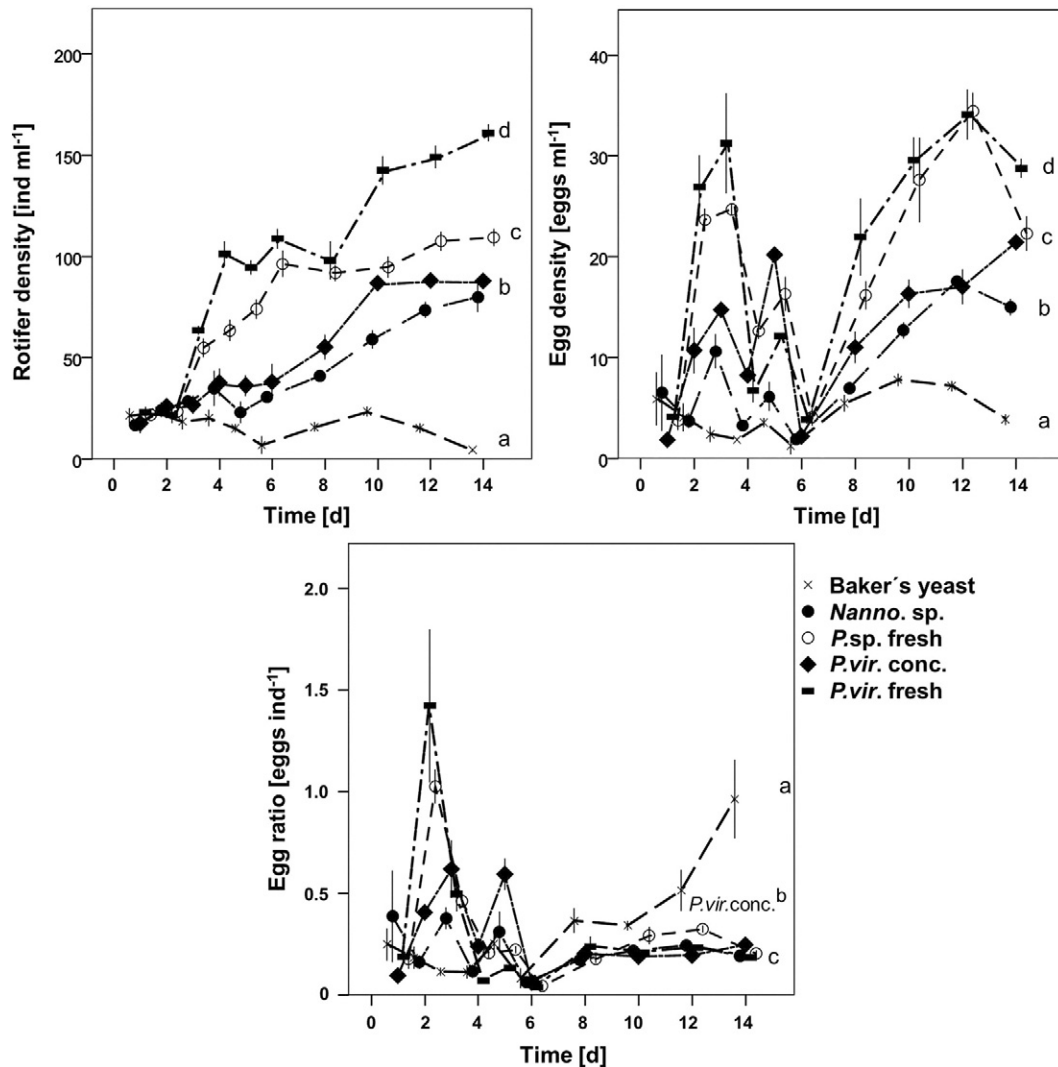 Rotifer density [ind ml⁻¹]
200
150
100
50
0
d
c
b
a
0 2 4 6 8 10 12 14
Time [d]
Egg density [eggs ml⁻¹]
40
30
20
10
0
d
c
b
a
0 2 4 6 8 10 12 14
Time [d]
Egg ratio [eggs ind⁻¹]
2.0
1.5
1.0
0.5
0
a
P.vir.conc.b
c
0 2 4 6 8 10 12 14
Time [d]
Baker´s yeast
Nanno. sp.
P.sp. fresh
P.vir. conc.
P.vir. fresh